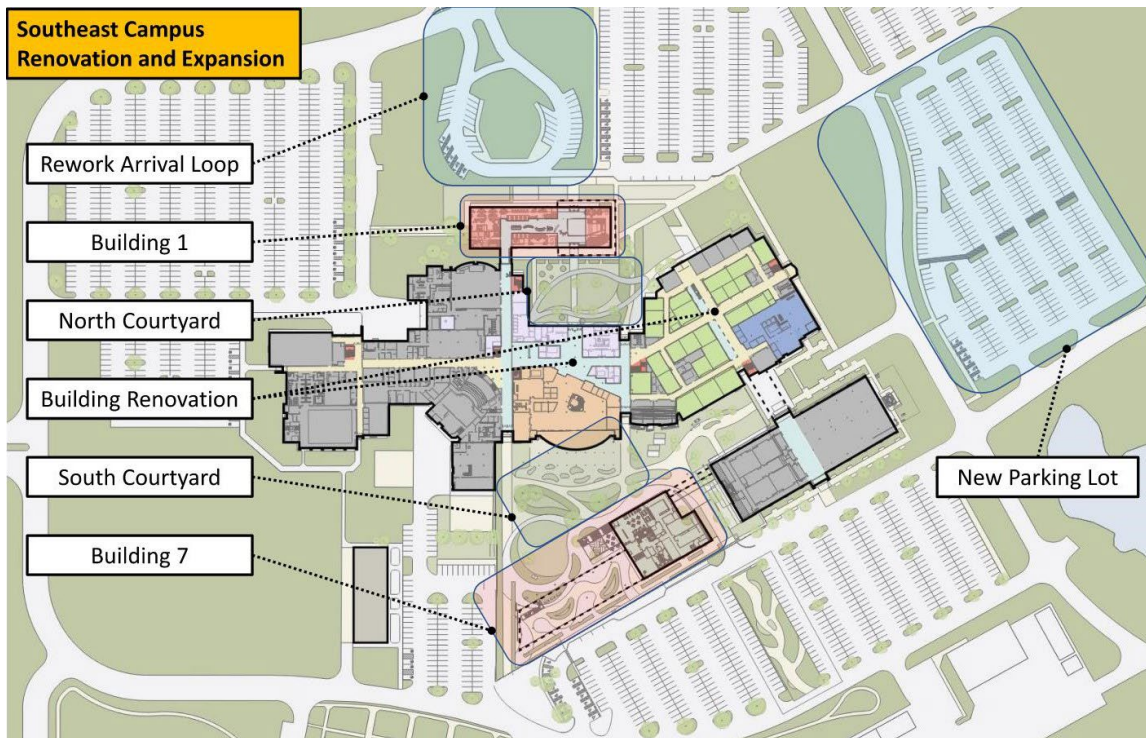 Southeast Campus
Renovation and Expansion
Rework Arrival Loop
Building 1
North Courtyard
Building Renovation
South Courtyard
New Parking Lot
Building 7